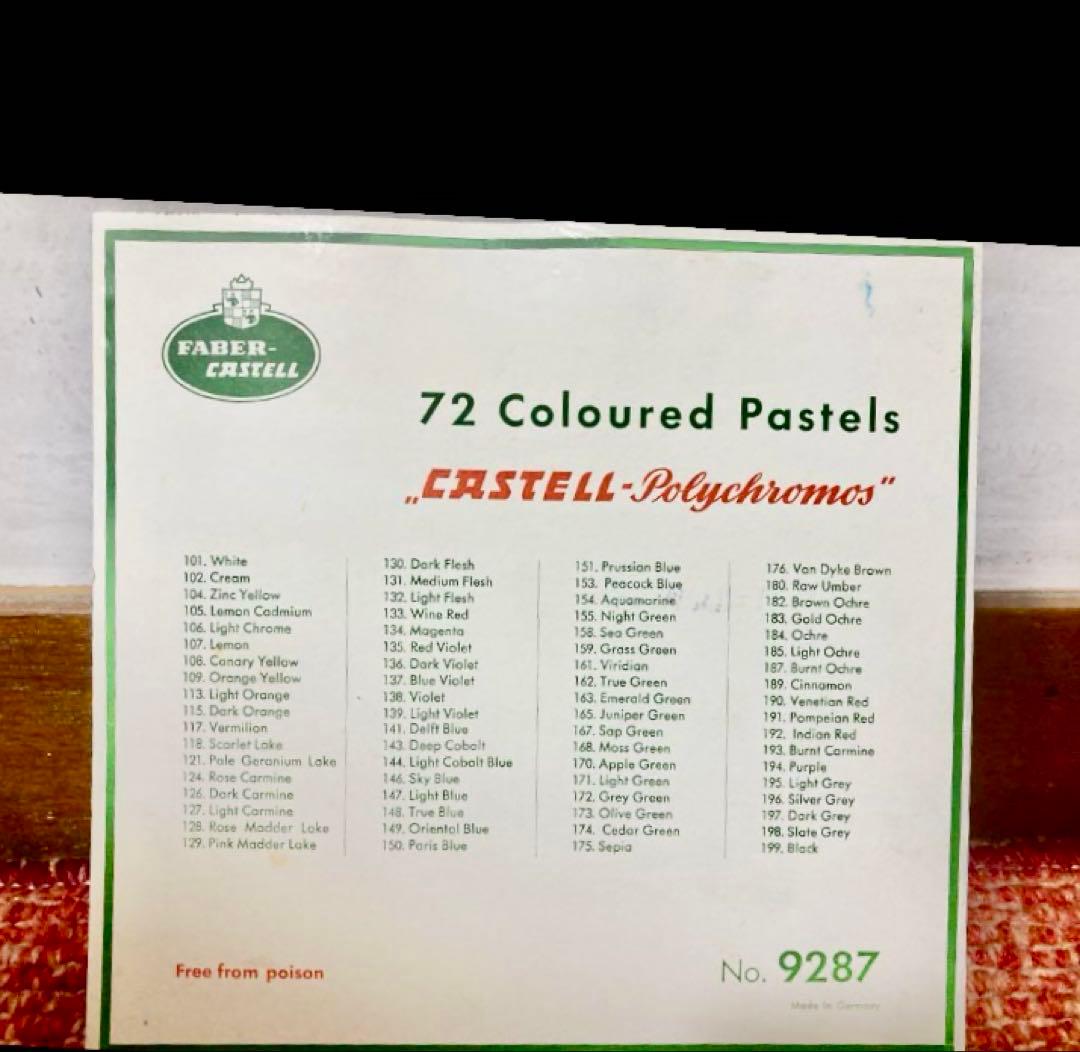 FABER-
CASTELL
72 Coloured Pastels
„CASTELL-Polychromos"
101. White
102. Cream
104. Zinc Yellow
105. Lemon Cadmium
106. Light Chrome
107. Lemon
108. Canary Yellow
109. Orange Yellow
113. Light Orange
115. Dark Orange
117. Vermilion
118. Scarlet Lake
121. Pale Geranium Lake
124. Rose Carmine
126. Dark Carmine
127. Light Carmine
128. Rose Madder Lake
129. Pink Madder Lake
130. Dark Flesh
131. Medium Flesh
132. Light Flesh
133. Wine Red
134. Magenta
135. Red Violet
136. Dark Violet
137. Blue Violet
138. Violet
139. Light Violet
141. Delft Blue
143. Deep Cobalt
144. Light Cobalt Blue
146. Sky Blue
147. Light Blue
148. True Blue
149. Oriental Blue
150. Paris Blue
151. Prussian Blue
153. Peacock Blue
154. Aquamarine
155. Night Green
158. Sea Green
159. Grass Green
161. Viridian
162. True Green
163. Emerald Green
165. Juniper Green
167. Sap Green
168. Moss Green
170. Apple Green
171. Light Green
172. Grey Green
173. Olive Green
174. Cedar Green
175. Sepia
176. Van Dyke Brown
180. Raw Umber
182. Brown Ochre
183. Gold Ochre
184. Ochre
185. Light Ochre
187. Burnt Ochre
189. Cinnamon
190. Venetian Red
191. Pompeian Red
192. Indian Red
193. Burnt Carmine
194. Purple
195. Light Grey
196. Silver Grey
197. Dark Grey
198. Slate Grey
199. Black
Free from poison
No. 9287
Made in Germany